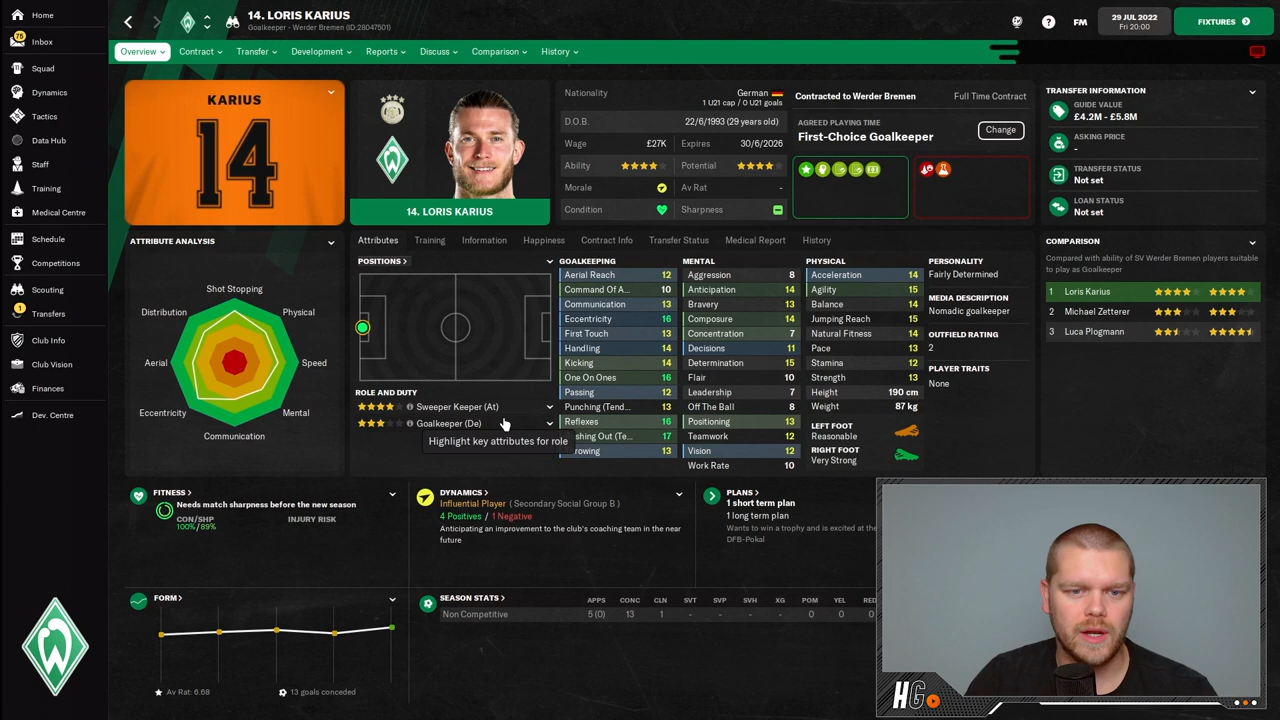 Home
Inbox
75
Squad
Dynamics
Tactics
Data Hub
Staff
Training
Medical Centre
Schedule
Competitions
Scouting
Transfers
1
Club Info
Club Vision
Finances
Dev. Centre
14. LORIS KARIUS
Goalkeeper - Werder Bremen (ID:28047501)
FM
29 JUL 2022
Fri 20:00
FIXTURES
Overview
Contract
Transfer
Development
Reports
Discuss
Comparison
History
KARIUS
14
14. LORIS KARIUS
Nationality German
1 U21 cap / 0 U21 goals
D.O.B. 22/6/1993 (29 years old)
Wage £27K Expires 30/6/2026
Ability Potential
Morale Av Rat -
Condition Sharpness
Contracted to Werder Bremen Full Time Contract
AGREED PLAYING TIME
First-Choice Goalkeeper
Change
TRANSFER INFORMATION
GUIDE VALUE
£4.2M - £5.8M
ASKING PRICE
-
TRANSFER STATUS
Not set
LOAN STATUS
Not set
ATTRIBUTE ANALYSIS
Shot Stopping
Physical
Speed
Mental
Communication
Eccentricity
Aerial
Distribution
Attributes
Training
Information
Happiness
Contract Info
Transfer Status
Medical Report
History
POSITIONS >
ROLE AND DUTY
Sweeper Keeper (At)
Goalkeeper (De)
Highlight key attributes for role
GOALKEEPING
Aerial Reach 12
Command Of A... 10
Communication 13
Eccentricity 16
First Touch 13
Handling 14
Kicking 14
One On Ones 16
Passing 12
Punching (Tend... 13
Reflexes 16
shing Out (Te... 17
rowing 13
MENTAL
Aggression 8
Anticipation 14
Bravery 13
Composure 14
Concentration 7
Decisions 11
Determination 15
Flair 10
Leadership 7
Off The Ball 8
Positioning 13
Teamwork 12
Vision 12
Work Rate 10
PHYSICAL
Acceleration 14
Agility 15
Balance 14
Jumping Reach 15
Natural Fitness 14
Pace 13
Stamina 12
Strength 13
Height 190 cm
Weight 87 kg
LEFT FOOT
Reasonable
RIGHT FOOT
Very Strong
PERSONALITY
Fairly Determined
MEDIA DESCRIPTION
Nomadic goalkeeper
OUTFIELD RATING
2
PLAYER TRAITS
None
COMPARISON
Compared with ability of SV Werder Bremen players suitable
to play as Goalkeeper
1 Loris Karius
2 Michael Zetterer
3 Luca Plogmann
FITNESS >
Needs match sharpness before the new season
CON/SHP
100%/89%
INJURY RISK
DYNAMICS >
Influential Player ( Secondary Social Group B )
4 Positives / 1 Negative
Anticipating an improvement to the club's coaching team in the near
future
PLANS >
1 short term plan
1 long term plan
Wants to win a trophy and is excited at the
DFB-Pokal
FORM >
Av Rat: 6.68
13 goals conceded
SEASON STATS >
APPS CONC CLN SVT SVP SVH XG POM YEL RED
Non Competitive 5 (0) 13 1 - - - - 0 0
HG